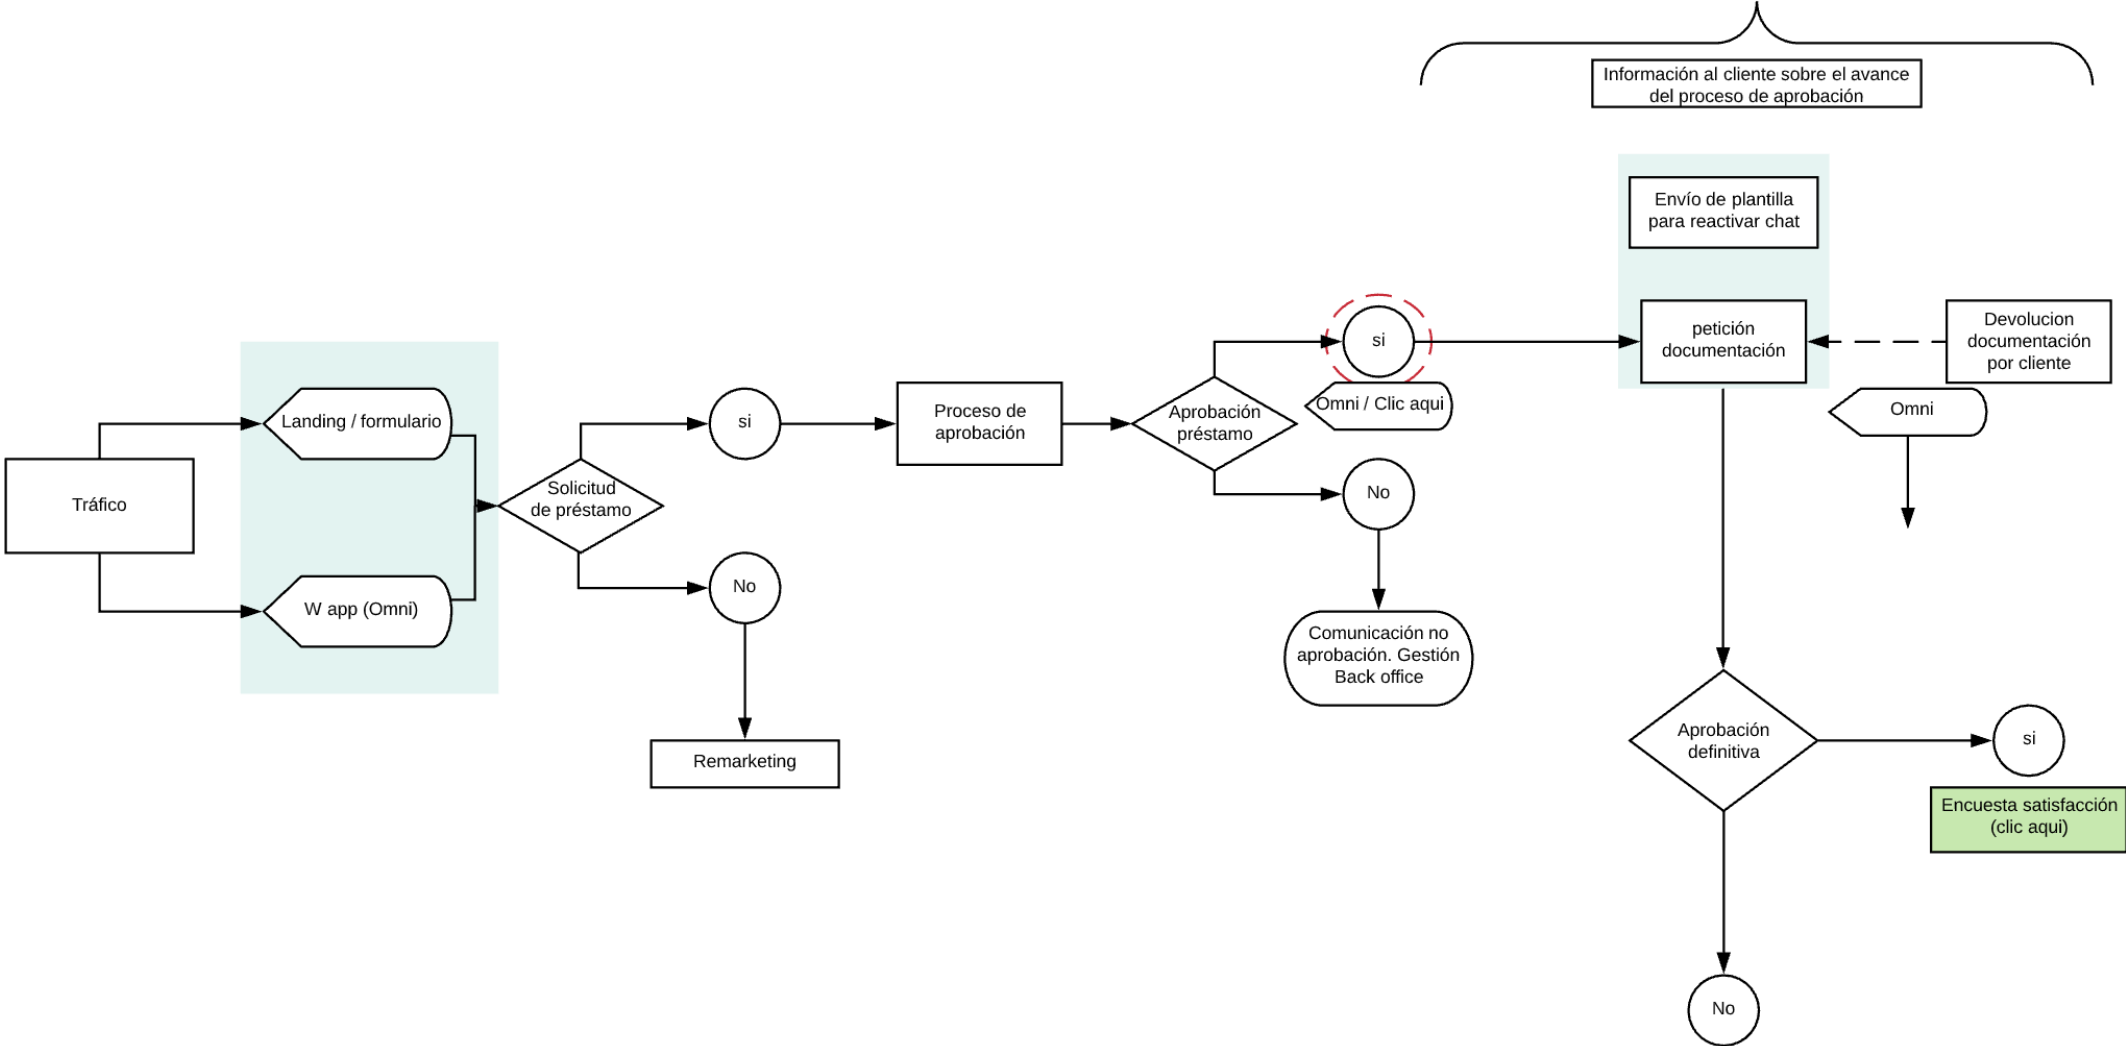 Información al cliente sobre el avance
del proceso de aprobación
Envío de plantilla
para reactivar chat
petición
documentación
Devolucion
documentación
por cliente
Omni
si
Omni / Clic aqui
Landing / formulario
Tráfico
W app (Omni)
Solicitud
de préstamo
si
No
Remarketing
Proceso de
aprobación
Aprobación
préstamo
No
Comunicación no
aprobación. Gestión
Back office
Aprobación
definitiva
si
Encuesta satisfacción
(clic aqui)
No